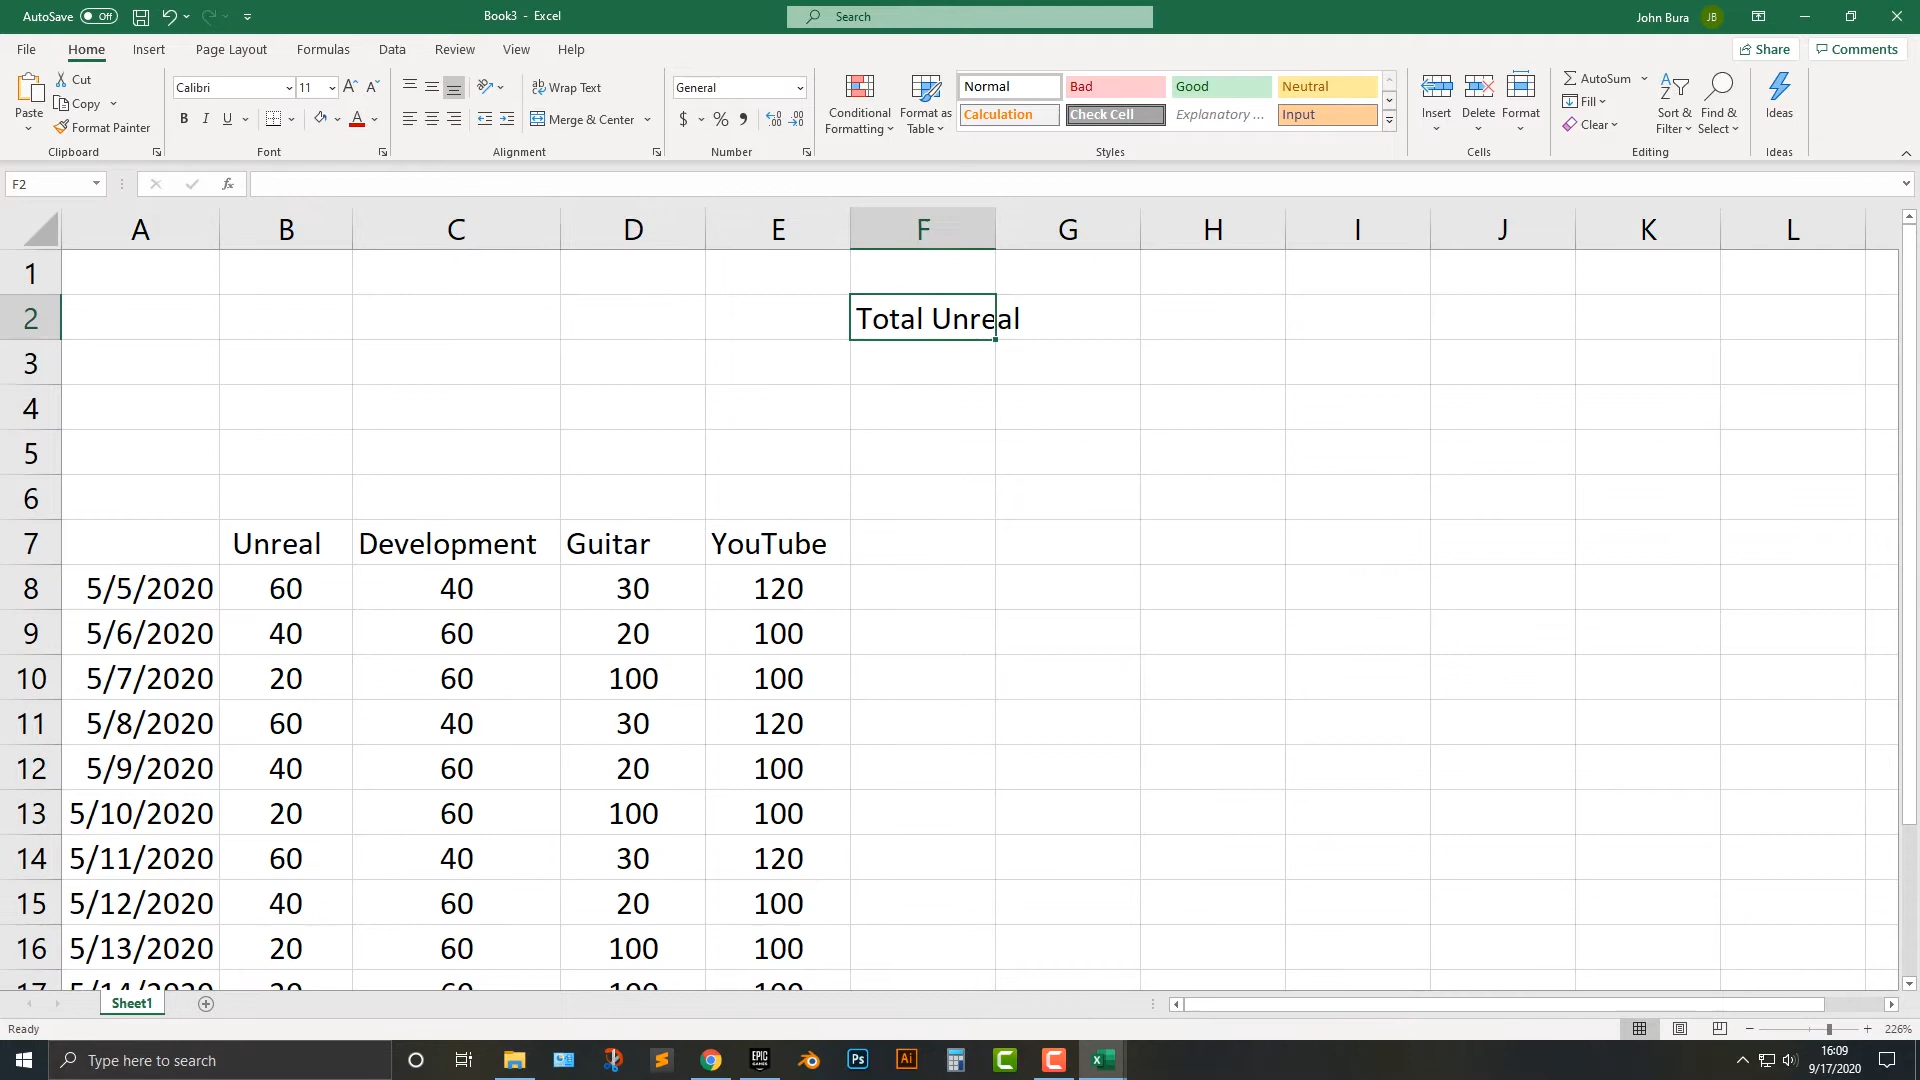 AutoSave Off Book3 - Excel Search John Bura JB
File Home Insert Page Layout Formulas Data Review View Help Share Comments
Paste Cut Copy Format Painter Clipboard
Calibri 11 A A B I U A Font
Wrap Text Merge & Center Alignment
General $ % Number
Conditional Formatting Format as Table
Normal Bad Good Neutral
Calculation Check Cell Explanatory ... Input
Styles
Insert Delete Format Cells
AutoSum Fill Clear Sort & Filter Find & Select Editing
Ideas Ideas
F2 fx
A B C D E F G H I J K L
1
2 Total Unreal
3
4
5
6
7 Unreal Development Guitar YouTube
8 5/5/2020 60 40 30 120
9 5/6/2020 40 60 20 100
10 5/7/2020 20 60 100 100
11 5/8/2020 60 40 30 120
12 5/9/2020 40 60 20 100
13 5/10/2020 20 60 100 100
14 5/11/2020 60 40 30 120
15 5/12/2020 40 60 20 100
16 5/13/2020 20 60 100 100
Sheet1
Ready 226%
Type here to search EPIC GAMES Ps Ai 16:09
9/17/2020